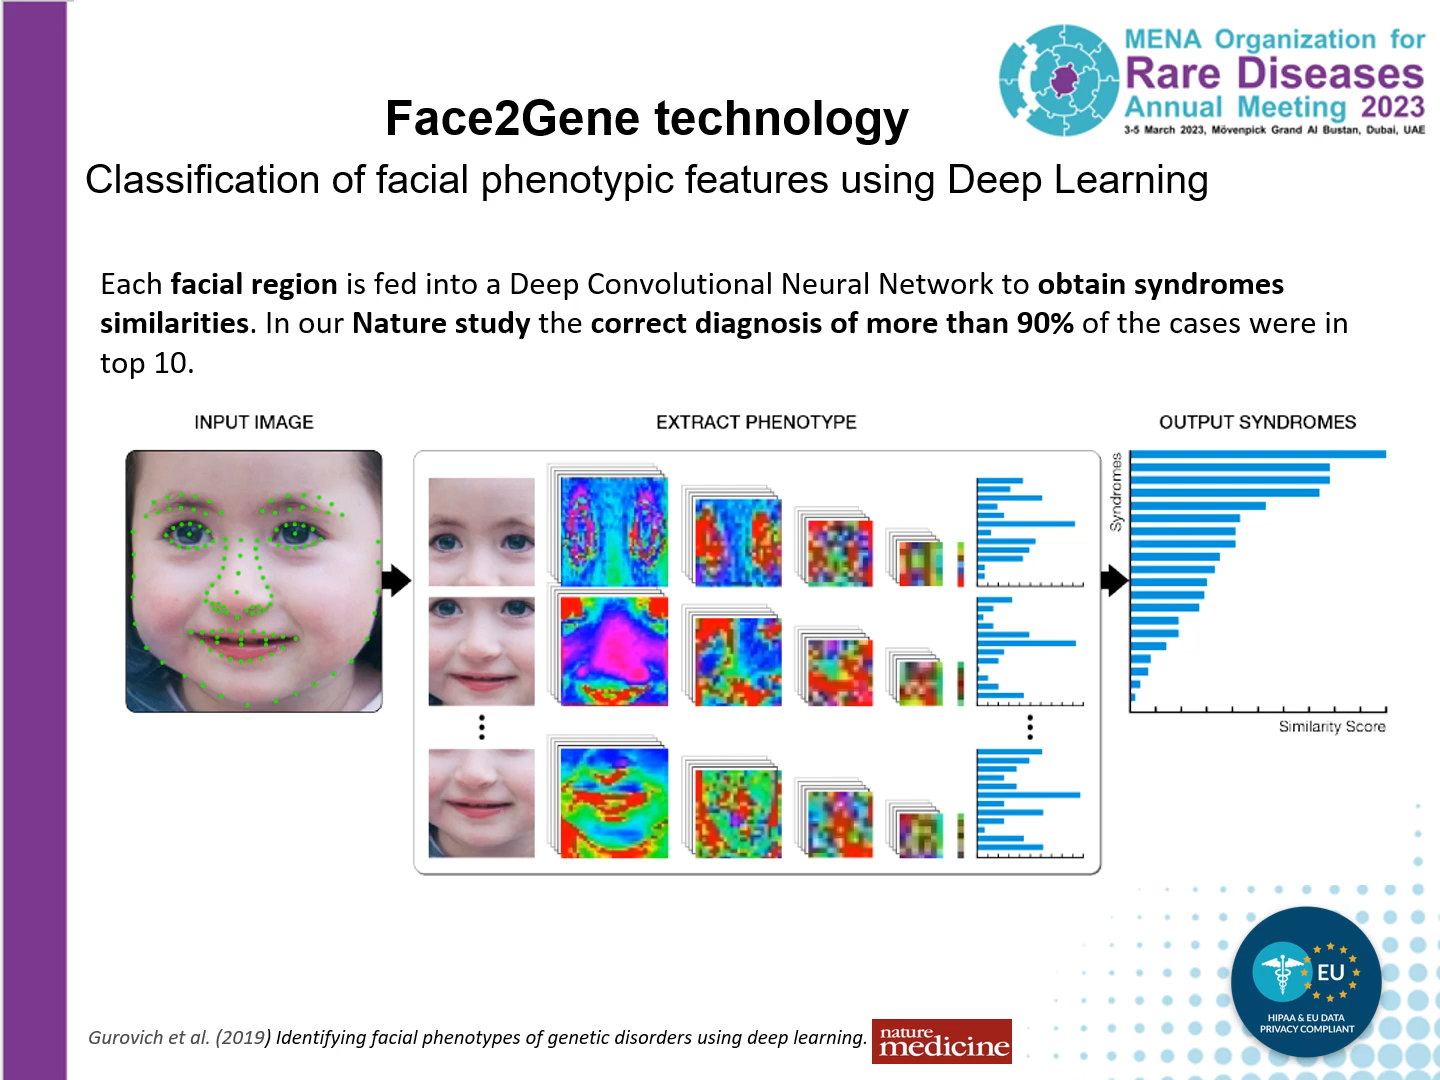 MENA Organization for
Rare Diseases
Annual Meeting 2023
3-5 March 2023, Mövenpick Grand Al Bustan, Dubai, UAE
Face2Gene technology
Classification of facial phenotypic features using Deep Learning
Each facial region is fed into a Deep Convolutional Neural Network to obtain syndromes
similarities. In our Nature study the correct diagnosis of more than 90% of the cases were in
top 10.
INPUT IMAGE
EXTRACT PHENOTYPE
OUTPUT SYNDROMES
Syndromes
Similarity Score
EU
HIPAA & EU DATA
PRIVACY COMPLIANT
Gurovich et al. (2019) Identifying facial phenotypes of genetic disorders using deep learning.
nature
medicine